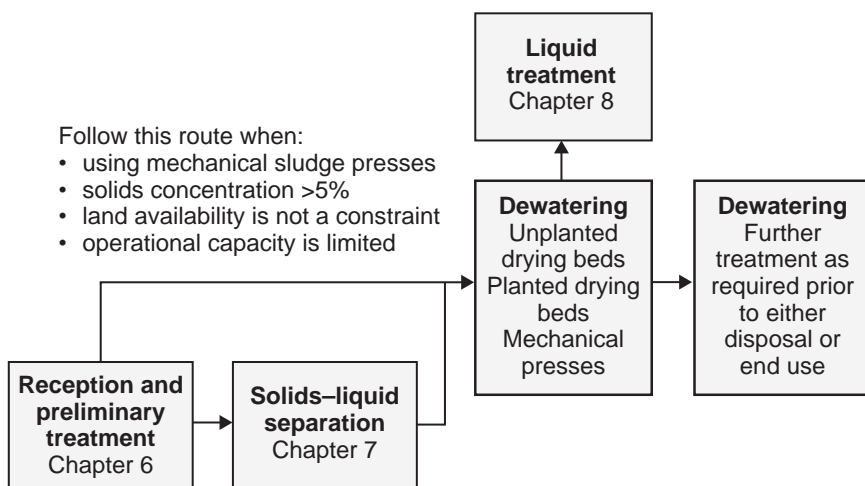 Liquid
treatment
Chapter 8
Follow this route when:
• using mechanical sludge presses
• solids concentration >5%
• land availability is not a constraint
• operational capacity is limited
Dewatering
Unplanted
drying beds
Planted drying
beds
Mechanical
presses
Dewatering
Further
treatment as
required prior
to either
disposal or
end use
Reception and
preliminary
treatment
Chapter 6
Solids–liquid
separation
Chapter 7